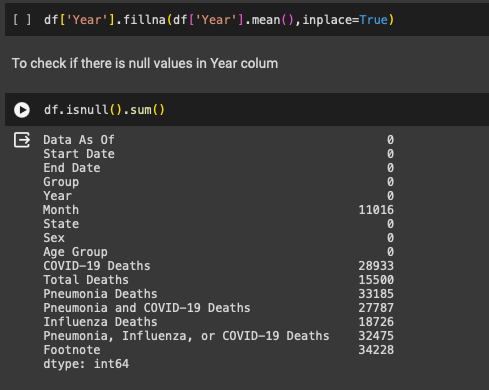 [ ] df['Year'].fillna(df['Year'].mean(),inplace=True)
To check if there is null values in Year colum
df.isnull().sum()
Data As Of 0
Start Date 0
End Date 0
Group 0
Year 0
Month 11016
State 0
Sex 0
Age Group 0
COVID-19 Deaths 28933
Total Deaths 15500
Pneumonia Deaths 33185
Pneumonia and COVID-19 Deaths 27787
Influenza Deaths 18726
Pneumonia, Influenza, or COVID-19 Deaths 32475
Footnote 34228
dtype: int64